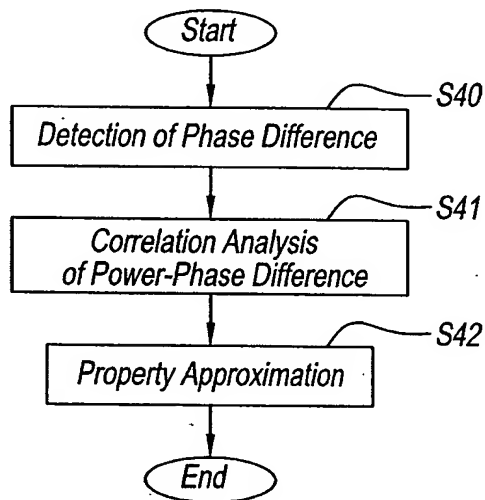 Start
S40
Detection of Phase Difference
S41
Correlation Analysis
of Power-Phase Difference
S42
Property Approximation
End